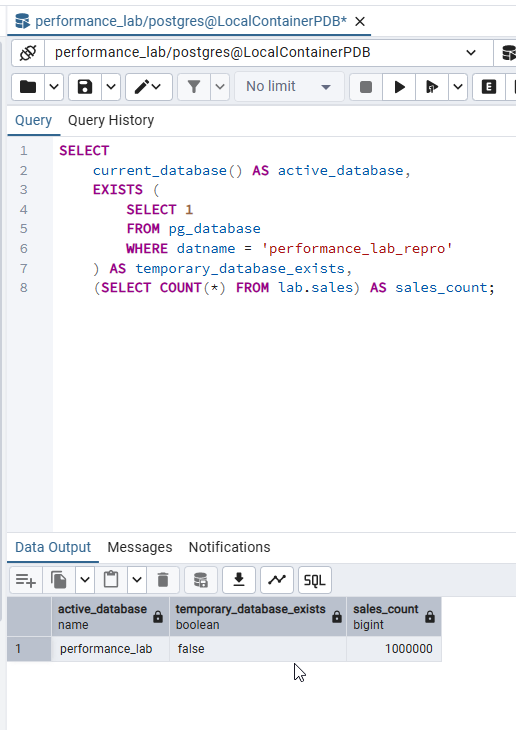 performance_lab/postgres@LocalContainerPDB*
performance_lab/postgres@LocalContainerPDB
No limit
E
Query Query History
1 SELECT
2 current_database() AS active_database,
3 EXISTS (
4 SELECT 1
5 FROM pg_database
6 WHERE datname = 'performance_lab_repro'
7 ) AS temporary_database_exists,
8 (SELECT COUNT(*) FROM lab.sales) AS sales_count;
Data Output Messages Notifications
SQL
active_database temporary_database_exists sales_count
name boolean bigint
1 performance_lab false 1000000